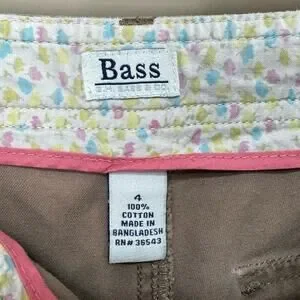 Bass
G.H. BASS & CO.
4
100%
COTTON
MADE IN
BANGLADESH
RN# 36543